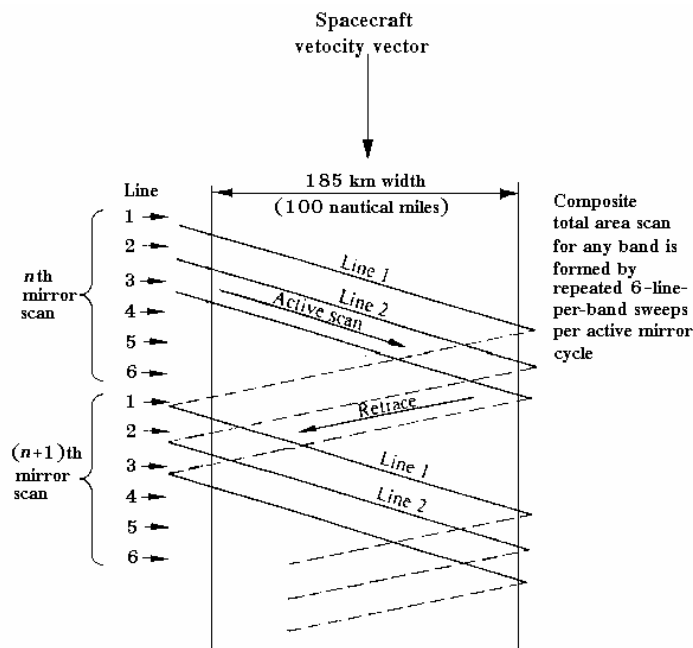 Spacecraft
vetocity vector
185 km width
(100 nautical miles)
Line
1
2
3
4
5
6
nth
mirror
scan
1
2
3
4
5
6
(n+1)th
mirror
scan
Line 1
Line 2
Active scan
Retrace
Line 1
Line 2
Composite
total area scan
for any band is
formed by
repeated 6-line-
per-band sweeps
per active mirror
cycle